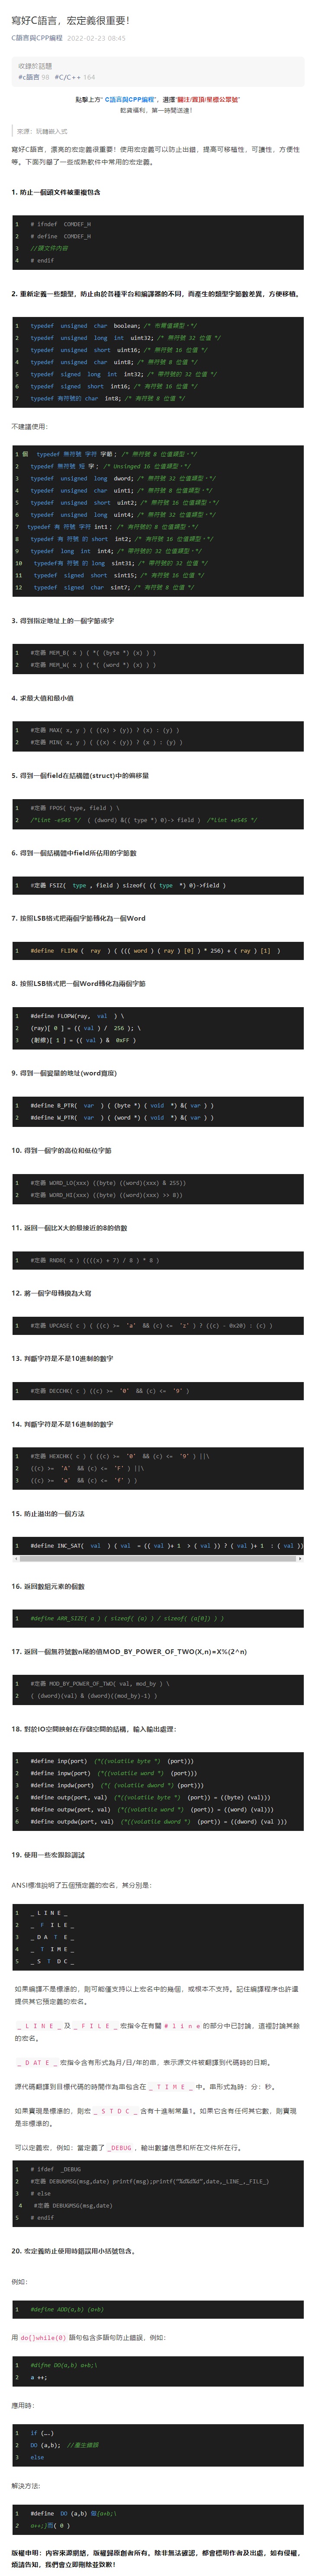 寫好C語言，宏定義很重要！
C語言與CPP編程 2022-02-23 08:45
收錄於話題
#c語言 98 #C/C++ 164
點擊上方“ C語言與CPP編程”，選擇“關注/置頂/星標公眾號”
乾貨福利，第一時間送達！
來源：玩轉嵌入式
寫好C語言，漂亮的宏定義很重要！使用宏定義可以防止出錯，提高可移植性，可讀性，方便性
等。下面列舉了一些成熟軟件中常用的宏定義。
1. 防止一個頭文件被重複包含
1 # ifndef COMDEF_H
2 # define COMDEF_H
3 //頭文件內容
4 # endif
2. 重新定義一些類型，防止由於各種平台和編譯器的不同，而產生的類型字節數差異，方便移植。
1 typedef unsigned char boolean; /* 布爾值類型。*/
2 typedef unsigned long int uint32; /* 無符號 32 位值 */
3 typedef unsigned short uint16; /* 無符號 16 位值 */
4 typedef unsigned char uint8; /* 無符號 8 位值 */
5 typedef signed long int int32; /* 帶符號的 32 位值 */
6 typedef signed short int16; /* 有符號 16 位值 */
7 typedef 有符號的 char int8; /* 有符號 8 位值 */
不建議使用：
1 個 typedef 無符號 字符 字節； /* 無符號 8 位值類型。*/
2 typedef 無符號 短 字； /* Unsinged 16 位值類型。*/
3 typedef unsigned long dword; /* 無符號 32 位值類型。*/
4 typedef unsigned char uint1; /* 無符號 8 位值類型。*/
5 typedef unsigned short uint2; /* 無符號 16 位值類型。*/
6 typedef unsigned long uint4; /* 無符號 32 位值類型。*/
7 typedef 有 符號 字符 int1； /* 有符號的 8 位值類型。*/
8 typedef 有 符號 的 short int2; /* 有符號 16 位值類型。*/
9 typedef long int int4; /* 帶符號的 32 位值類型。*/
10 typedef有 符號 的 long sint31; /* 帶符號的 32 位值 */
11 typedef signed short sint15; /* 有符號 16 位值 */
12 typedef signed char sint7; /* 有符號 8 位值 */
3. 得到指定地址上的一個字節或字
1 #定義 MEM_B( x ) ( *( (byte *) (x) ) )
2 #定義 MEM_W( x ) ( *( (word *) (x) ) )
4. 求最大值和最小值
1 #定義 MAX( x, y ) ( ((x) > (y)) ? (x) : (y) )
2 #定義 MIN( x, y ) ( ((x) < (y)) ? (x ) : (y) )
5. 得到一個field在結構體(struct)中的偏移量
1 #定義 FPOS( type, field ) \
2 /*lint -e545 */ ( (dword) &(( type *) 0)-> field ) /*lint +e545 */
6. 得到一個結構體中field所佔用的字節數
1 #定義 FSIZ( type , field ) sizeof( (( type *) 0)->field )
7. 按照LSB格式把兩個字節轉化為一個Word
1 #define FLIPW ( ray ) ( ((( word ) ( ray ) [0] ) * 256) + ( ray ) [1] )
8. 按照LSB格式把一個Word轉化為兩個字節
1 #define FLOPW(ray, val ) \
2 (ray)[ 0 ] = (( val ) / 256 ); \
3 (射線)[ 1 ] = (( val ) & 0xFF )
9. 得到一個變量的地址(word寬度)
1 #define B_PTR( var ) ( (byte *) ( void *) &( var ) )
2 #define W_PTR( var ) ( (word *) ( void *) &( var ) )
10. 得到一個字的高位和低位字節
1 #定義 WORD_LO(xxx) ((byte) ((word)(xxx) & 255))
2 #定義 WORD_HI(xxx) ((byte) ((word)(xxx) >> 8))
11. 返回一個比X大的最接近的8的倍數
1 #定義 RND8( x ) ((((x) + 7) / 8 ) * 8 )
12. 將一個字母轉換為大寫
1 #定義 UPCASE( c ) ( ((c) >= 'a' && (c) <= 'z' ) ? ((c) - 0x20) : (c) )
13. 判斷字符是不是10進制的數字
1 #定義 DECCHK( c ) ((c) >= '0' && (c) <= '9' )
14. 判斷字符是不是16進制的數字
1 #定義 HEXCHK( c ) ( ((c) >= '0' && (c) <= '9' ) ||\
2 ((c) >= 'A' && (c) <= 'F' ) ||\
3 ((c) >= 'a' && (c) <= 'f' ) )
15. 防止溢出的一個方法
1 #define INC_SAT( val ) ( val = (( val )+ 1 > ( val )) ? ( val )+ 1 : ( val ))
16. 返回數組元素的個數
1 #define ARR_SIZE( a ) ( sizeof( (a) ) / sizeof( (a[0]) ) )
17. 返回一個無符號數n尾的值MOD_BY_POWER_OF_TWO(X,n)=X%(2^n)
1 #定義 MOD_BY_POWER_OF_TWO( val, mod_by ) \
2 ( (dword)(val) & (dword)((mod_by)-1) )
18. 對於IO空間映射在存儲空間的結構，輸入輸出處理：
1 #define inp(port) (*((volatile byte *) (port)))
2 #define inpw(port) (*((volatile word *) (port)))
3 #define inpdw(port) (*( (volatile dword *) (port)))
4 #define outp(port, val) (*((volatile byte *) (port)) = ((byte) (val)))
5 #define outpw(port, val) (*((volatile word *) (port)) = ((word) (val)))
6 #define outpdw(port, val) (*((volatile dword *) (port)) = ((dword) (val )))
19. 使用一些宏跟踪調試
ANSI標准說明了五個預定義的宏名，其分別是：
1 _ L I N E _
2 _ F I L E _
3 _ D A T E _
4 _ T I M E _
5 _ S T D C _
如果編譯不是標準的，則可能僅支持以上宏名中的幾個，或根本不支持。記住編譯程序也許還
提供其它預定義的宏名。
_ L I N E _ 及 _ F I L E _ 宏指令在有關 # l i n e 的部分中已討論，這裡討論其餘
的宏名。
_ D AT E _ 宏指令含有形式為月/日/年的串，表示源文件被翻譯到代碼時的日期。
源代碼翻譯到目標代碼的時間作為串包含在 _ T I M E _ 中。串形式為時：分：秒。
如果實現是標準的，則宏 _ S T D C _ 含有十進制常量1。如果它含有任何其它數，則實現
是非標準的。
可以定義宏，例如：當定義了 _DEBUG ，輸出數據信息和所在文件所在行。
1 # ifdef _DEBUG
2 #定義 DEBUGMSG(msg,date) printf(msg);printf(“%d%d%d”,date,_LINE_,_FILE_)
3 # else
4 #定義 DEBUGMSG(msg,date)
5 # endif
20. 宏定義防止使用時錯誤用小括號包含。
例如：
1 #define ADD(a,b) (a+b)
用 do{}while(0) 語句包含多語句防止錯誤，例如：
1 #difne DO(a,b) a+b;\
2 a ++;
應用時：
1 if (….)
2 DO (a,b); //產生錯誤
3 else
解決方法：
1 #define DO (a,b) 做{a+b;\
2 a++;}而( 0 )
版權申明：內容來源網絡，版權歸原創者所有。除非無法確認，都會標明作者及出處，如有侵權，
煩請告知，我們會立即刪除並致歉！